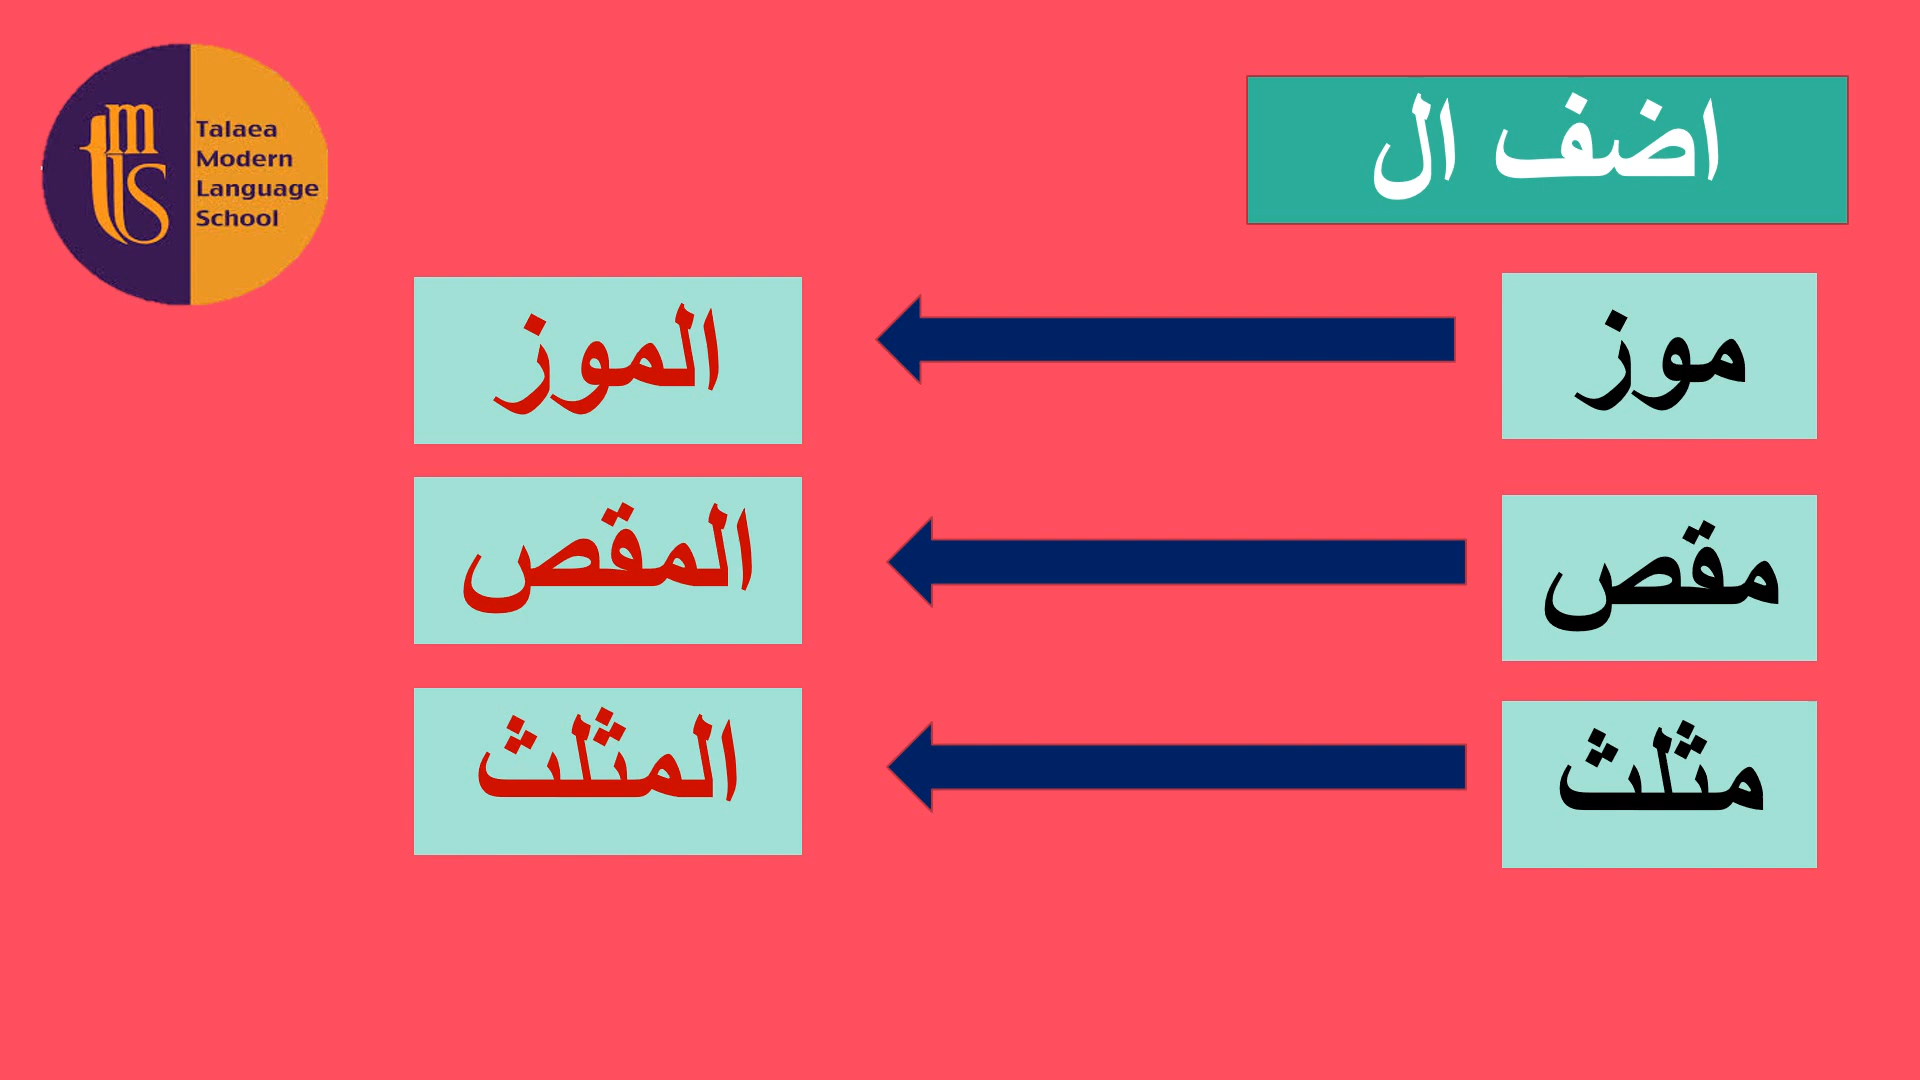 Talaea
Modern
Language
School
اضف ال
موز
الموز
مقص
المقص
مثلث
المثلث